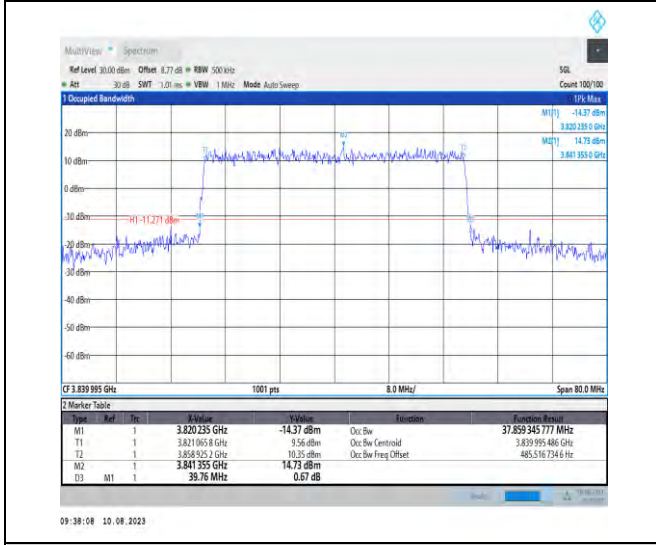 MultiView Spectrum
Ref Level 30.00 dBm Offset 8.77 dB RBW 500 kHz SGL
Att 30 dB SWT 1.01 ms VBW 1 MHz Mode Auto Sweep Count 100/100
1 Occupied Bandwidth 1Pk Max
M1[1] -14.37 dBm
3.820 235 0 GHz
20 dBm
M2[1] 14.73 dBm
3.841 355 0 GHz
10 dBm
0 dBm
-10 dBm
H1 -11.271 dBm
-20 dBm
-30 dBm
-40 dBm
-50 dBm
-60 dBm
CF 3.839 995 GHz 1001 pts 8.0 MHz/ Span 80.0 MHz
2 Marker Table
Type Ref Trc X-Value Y-Value Function Function Result
M1 1 3.820 235 GHz -14.37 dBm Occ Bw 37.859 345 777 MHz
T1 1 3.821 065 8 GHz 9.56 dBm Occ Bw Centroid 3.839 995 486 GHz
T2 1 3.858 925 2 GHz 10.35 dBm Occ Bw Freq Offset 485.516 734 6 Hz
M2 1 3.841 355 GHz 14.73 dBm
D3 M1 1 39.76 MHz 0.67 dB
09:38:08 10.08.2023